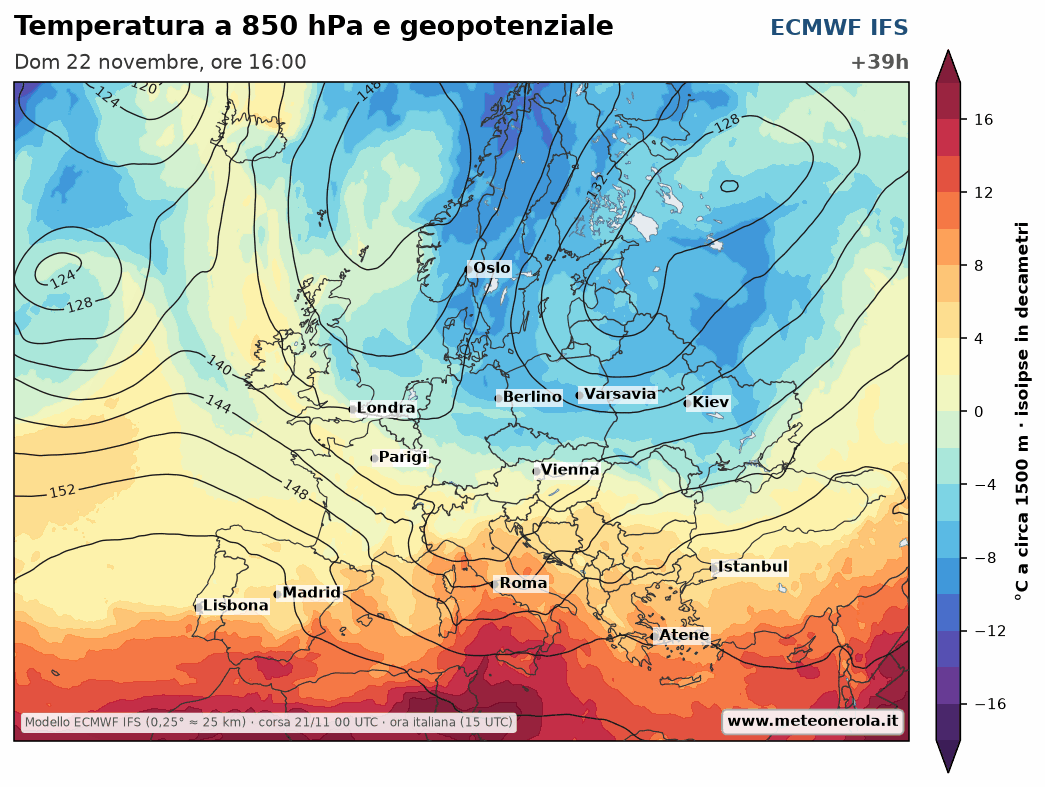 Temperatura a 850 hPa e geopotenziale
ECMWF IFS
Dom 22 novembre, ore 16:00
+39h
120
124
148
128
132
124
128
140
144
152
148
Oslo
Berlino
Varsavia
Kiev
Londra
Parigi
Vienna
Istanbul
Roma
Madrid
Lisbona
Atene
16
12
8
4
0
−4
−8
−12
−16
°C a circa 1500 m · isoipse in decametri
Modello ECMWF IFS (0,25° ≈ 25 km) · corsa 21/11 00 UTC · ora italiana (15 UTC)
www.meteonerola.it